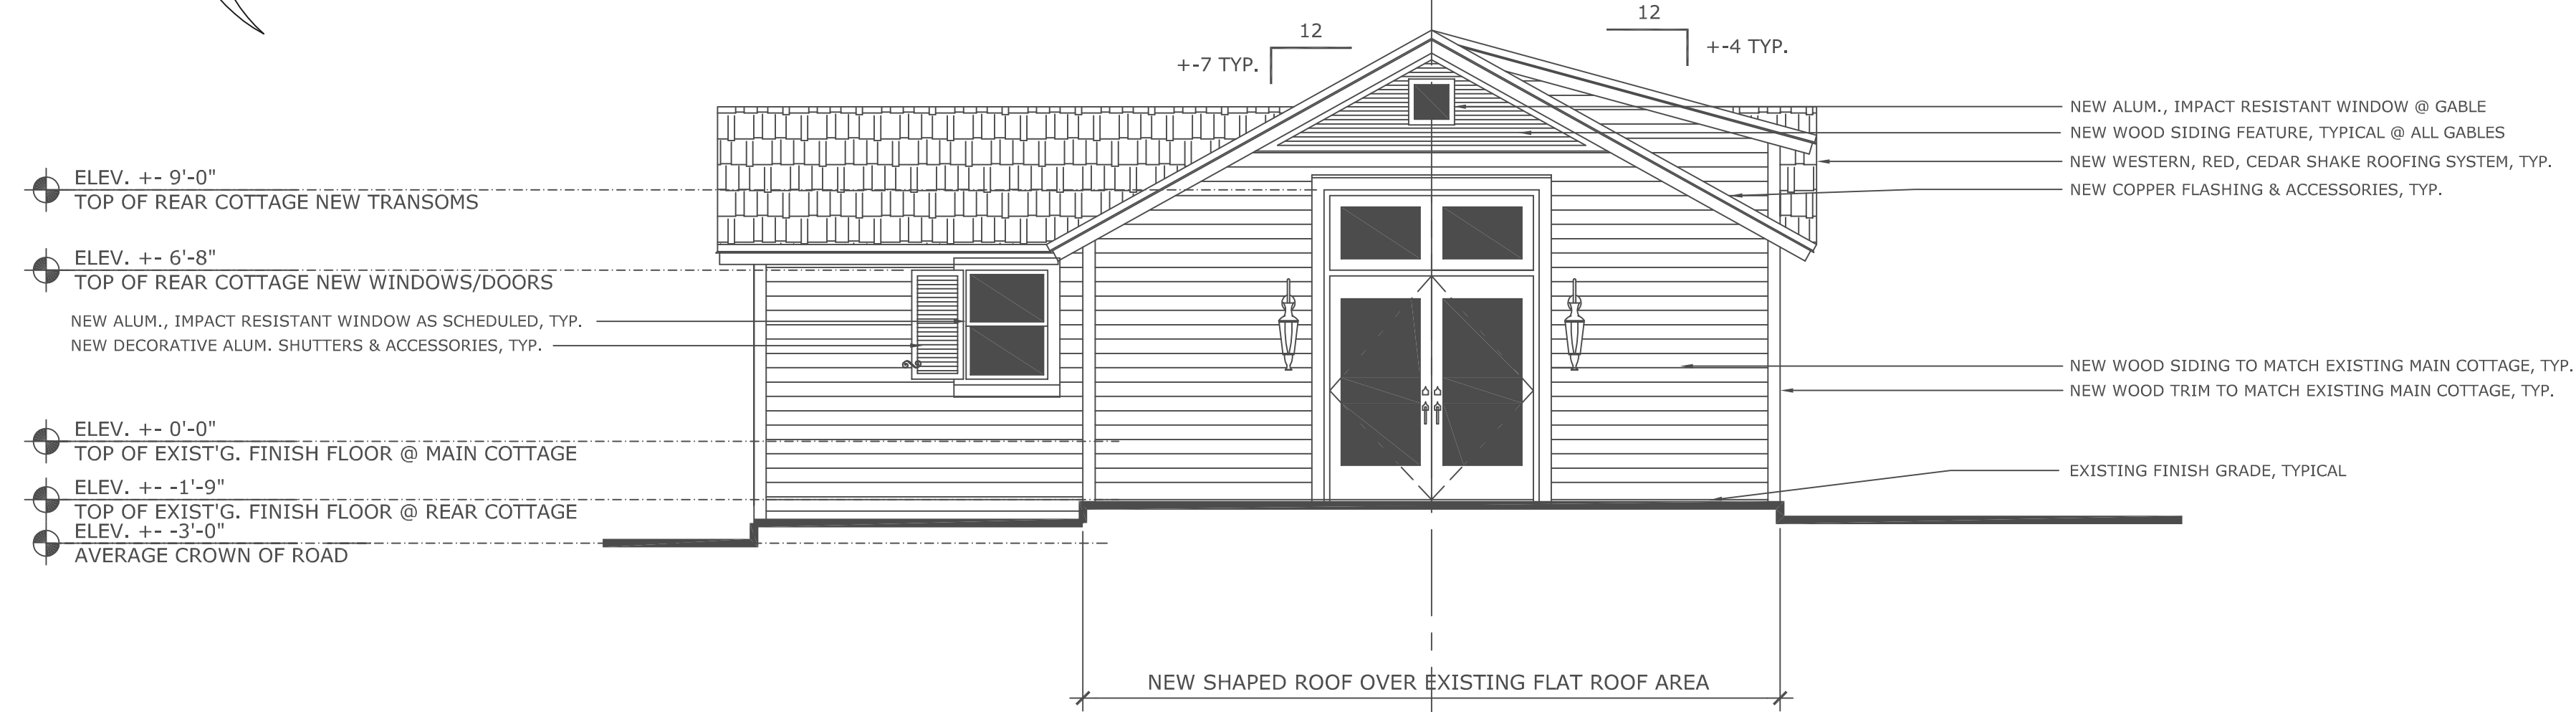 12
+-7 TYP.
12
+-4 TYP.
NEW ALUM., IMPACT RESISTANT WINDOW @ GABLE
NEW WOOD SIDING FEATURE, TYPICAL @ ALL GABLES
NEW WESTERN, RED, CEDAR SHAKE ROOFING SYSTEM, TYP.
NEW COPPER FLASHING & ACCESSORIES, TYP.
ELEV. +- 9'-0"
TOP OF REAR COTTAGE NEW TRANSOMS
ELEV. +- 6'-8"
TOP OF REAR COTTAGE NEW WINDOWS/DOORS
NEW ALUM., IMPACT RESISTANT WINDOW AS SCHEDULED, TYP.
NEW DECORATIVE ALUM. SHUTTERS & ACCESSORIES, TYP.
NEW WOOD SIDING TO MATCH EXISTING MAIN COTTAGE, TYP.
NEW WOOD TRIM TO MATCH EXISTING MAIN COTTAGE, TYP.
ELEV. +- 0'-0"
TOP OF EXIST'G. FINISH FLOOR @ MAIN COTTAGE
EXISTING FINISH GRADE, TYPICAL
ELEV. +- -1'-9"
TOP OF EXIST'G. FINISH FLOOR @ REAR COTTAGE
ELEV. +- -3'-0"
AVERAGE CROWN OF ROAD
NEW SHAPED ROOF OVER EXISTING FLAT ROOF AREA